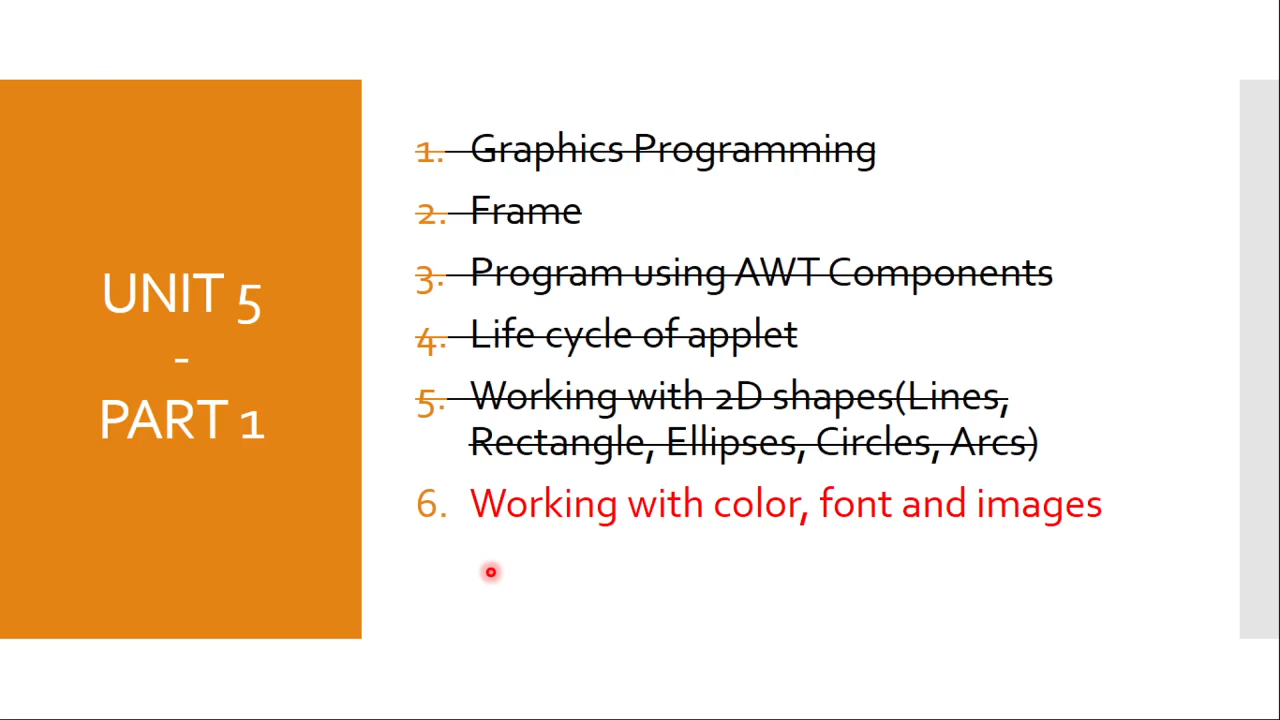 UNIT 5
-
PART 1
1. Graphics Programming
2. Frame
3. Program using AWT Components
4. Life cycle of applet
5. Working with 2D shapes(Lines,
Rectangle, Ellipses, Circles, Arcs)
6. Working with color, font and images